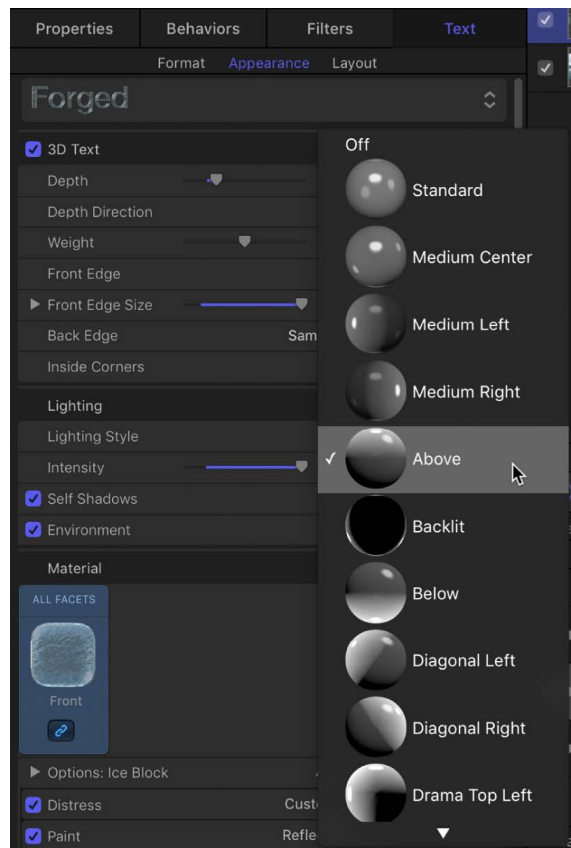 Properties Behaviors Filters Text
Format Appearance Layout
Forged
3D Text
Depth
Depth Direction
Weight
Front Edge
Front Edge Size
Back Edge Sam
Inside Corners
Lighting
Lighting Style
Intensity
Self Shadows
Environment
Material
ALL FACETS
Front
Options: Ice Block
Distress Cust
Paint Refle
Off
Standard
Medium Center
Medium Left
Medium Right
Above
Backlit
Below
Diagonal Left
Diagonal Right
Drama Top Left